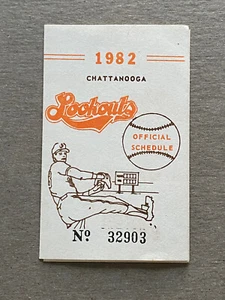 1982
CHATTANOOGA
Lookouts
OFFICIAL
SCHEDULE
Nº. 32903